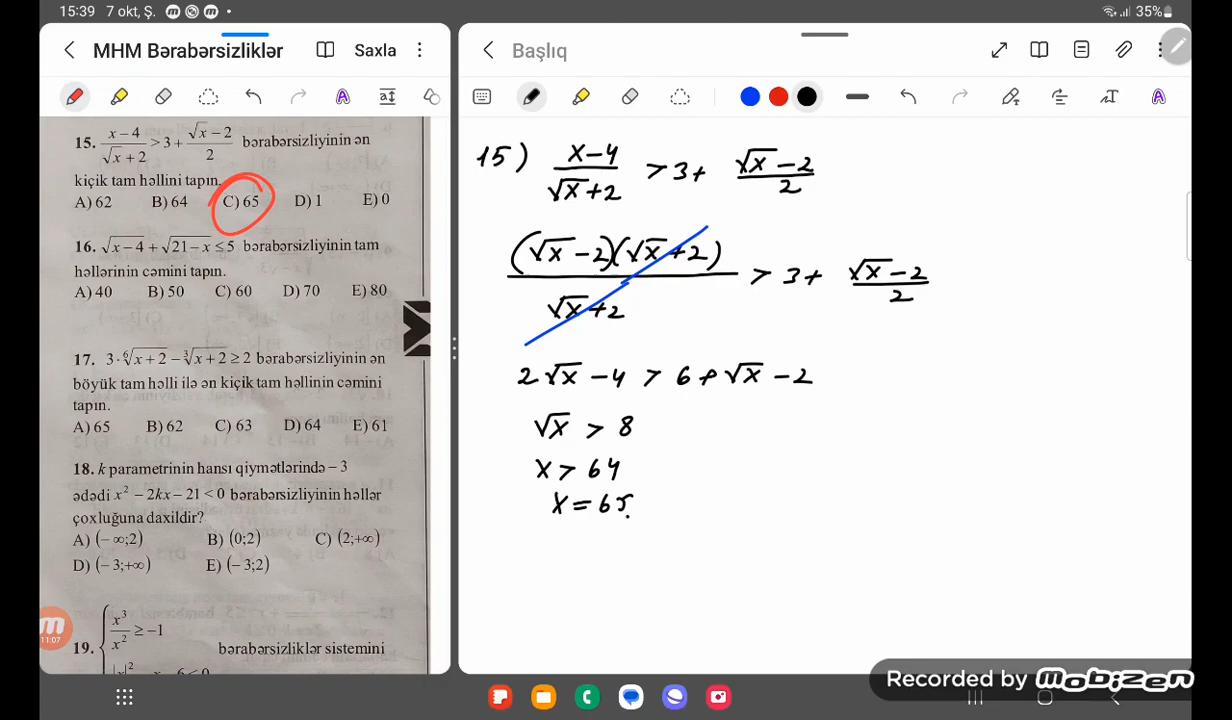 15:39 7 okt, Ş. 35%
MHM Bərabərsizliklər Saxla
15. (x−4)/(√x+2) > 3 + (√x−2)/2 bərabərsizliyinin ən
kiçik tam həllini tapın.
A) 62 B) 64 C) 65 D) 1 E) 0
16. √(x−4) + √(21−x) ≤ 5 bərabərsizliyinin tam
həllərinin cəmini tapın.
A) 40 B) 50 C) 60 D) 70 E) 80
17. 3·⁶√(x+2) − ³√(x+2) ≥ 2 bərabərsizliyinin ən
böyük tam həlli ilə ən kiçik tam həllinin cəmini
tapın.
A) 65 B) 62 C) 63 D) 64 E) 61
18. k parametrinin hansı qiymətlərində −3
ədədi x² − 2kx − 21 < 0 bərabərsizliyinin həllər
çoxluğuna daxildir?
A) (−∞;2) B) (0;2) C) (2;+∞)
D) (−3;+∞) E) (−3;2)
x³/x² ≥ −1
19. bərabərsizliklər sistemini
11:07
Başlıq
15) (x−4)/(√x+2) > 3 + (√x−2)/2
(√x−2)(√x+2)/(√x+2) > 3 + (√x−2)/2
2√x − 4 > 6 + √x − 2
√x > 8
x > 64
x = 65
Recorded by mobizen